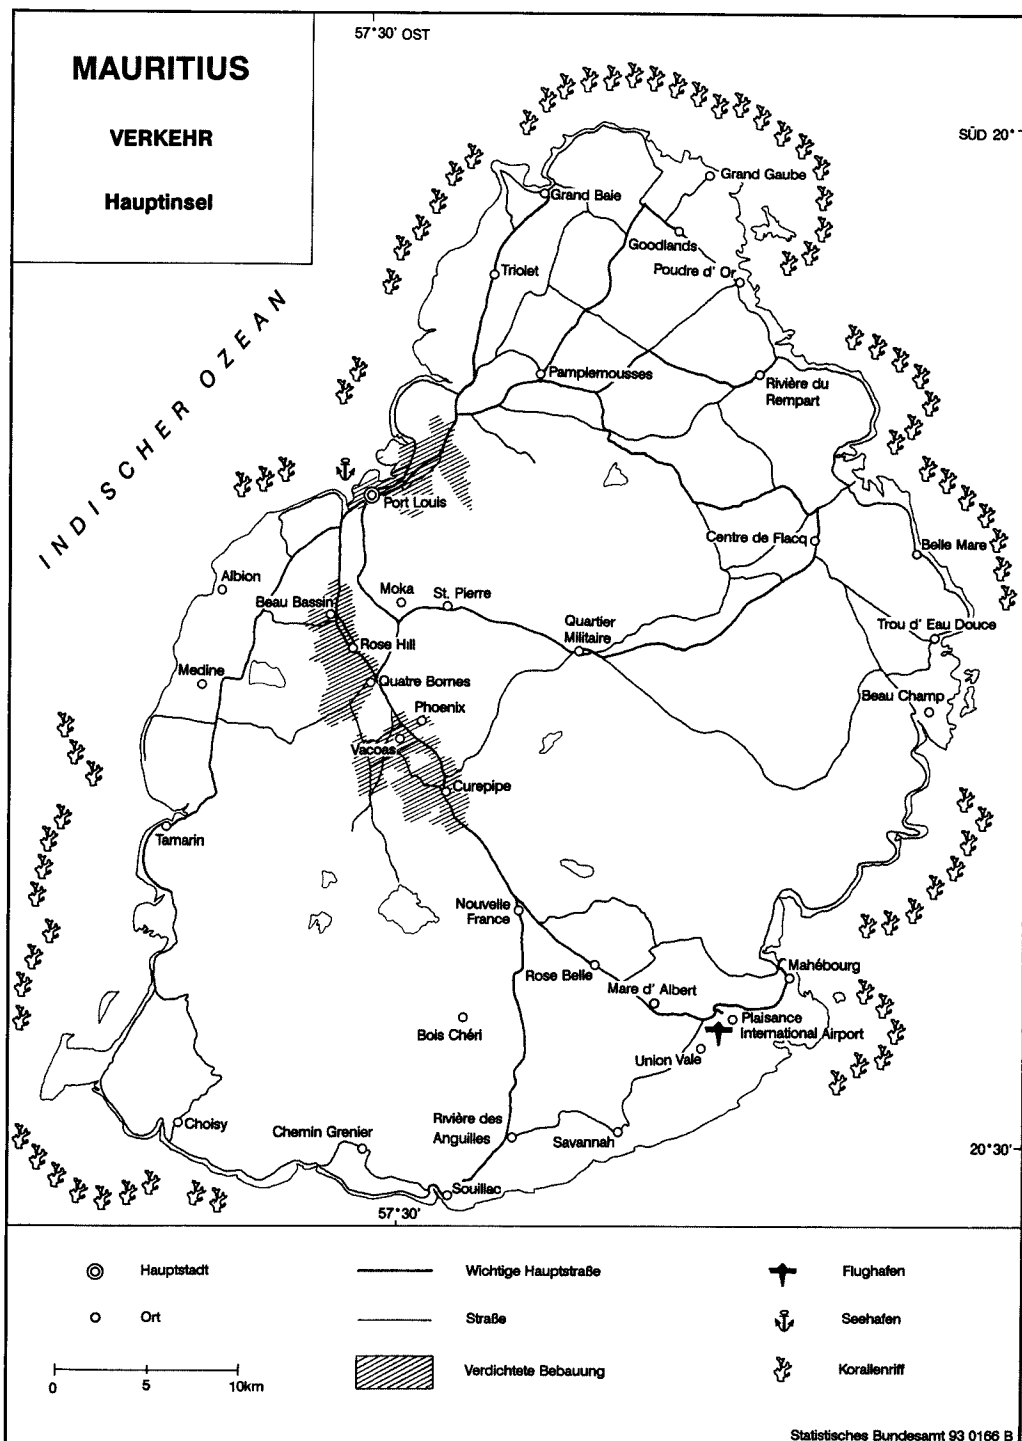 57°30' OST
MAURITIUS
VERKEHR
Hauptinsel
SÜD 20°
Grand Gaube
Grand Baie
Goodlands
Triolet
Poudre d' Or
INDISCHER OZEAN
Pamplemousses
Rivière du
Rempart
Port Louis
Centre de Flacq
Belle Mare
Albion
Moka
St. Pierre
Beau Bassin
Quartier
Militaire
Trou d' Eau Douce
Rose Hill
Medine
Quatre Bornes
Beau Champ
Phoenix
Vacoas
Curepipe
Tamarin
Nouvelle
France
Rose Belle
Mahébourg
Mare d' Albert
Plaisance
International Airport
Bois Chéri
Union Vale
Choisy
Chemin Grenier
Rivière des
Anguilles
Savannah
20°30'
Souillac
57°30'
Hauptstadt
Wichtige Hauptstraße
Flughafen
Ort
Straße
Seehafen
0 5 10km
Verdichtete Bebauung
Korallenriff
Statistisches Bundesamt 93 0166 B